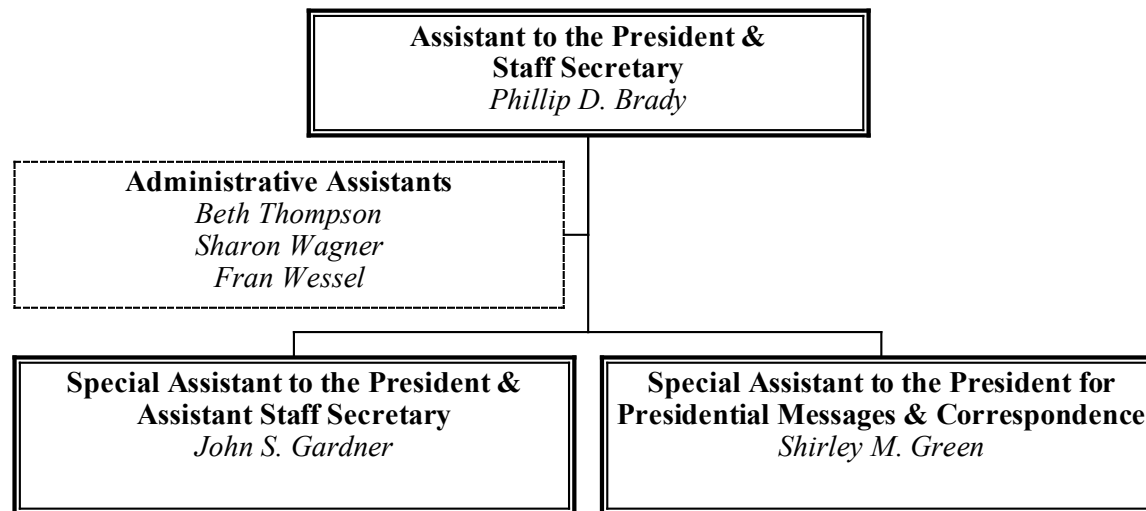 Assistant to the President &
Staff Secretary
Phillip D. Brady
Administrative Assistants
Beth Thompson
Sharon Wagner
Fran Wessel
Special Assistant to the President &
Assistant Staff Secretary
John S. Gardner
Special Assistant to the President for
Presidential Messages & Correspondence
Shirley M. Green